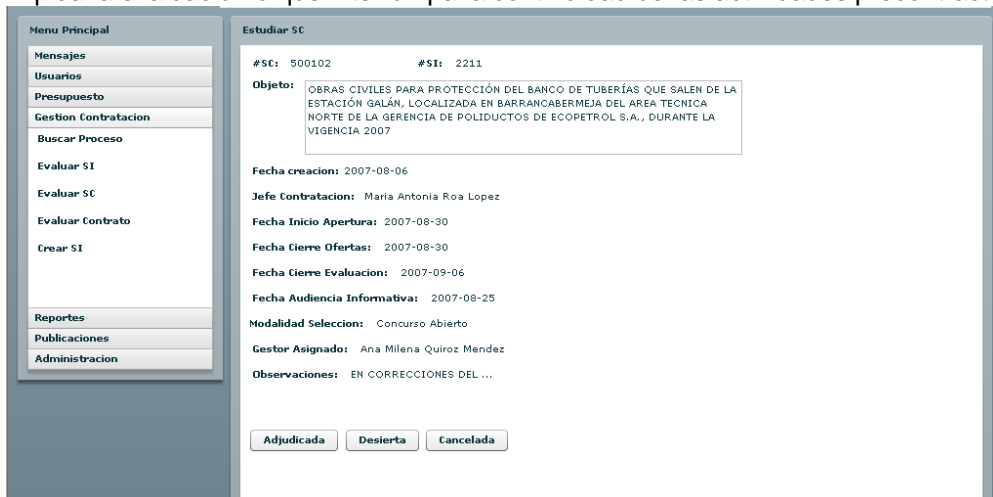 Menu Principal
Mensajes
Usuarios
Presupuesto
Gestion Contratacion
Buscar Proceso
Evaluar SI
Evaluar SC
Evaluar Contrato
Crear SI
Reportes
Publicaciones
Administracion
Estudiar SC
#SC: 500102 #SI: 2211
Objeto:
OBRAS CIVILES PARA PROTECCIÓN DEL BANCO DE TUBERÍAS QUE SALEN DE LA
ESTACIÓN GALÁN, LOCALIZADA EN BARRANCABERMEJA DEL AREA TECNICA
NORTE DE LA GERENCIA DE POLIDUCTOS DE ECOPETROL S.A., DURANTE LA
VIGENCIA 2007
Fecha creacion: 2007-08-06
Jefe Contratacion: Maria Antonia Roa Lopez
Fecha Inicio Apertura: 2007-08-30
Fecha Cierre Ofertas: 2007-08-30
Fecha Cierre Evaluacion: 2007-09-06
Fecha Audiencia Informativa: 2007-08-25
Modalidad Seleccion: Concurso Abierto
Gestor Asignado: Ana Milena Quiroz Mendez
Observaciones: EN CORRECCIONES DEL ...
Adjudicada Desierta Cancelada